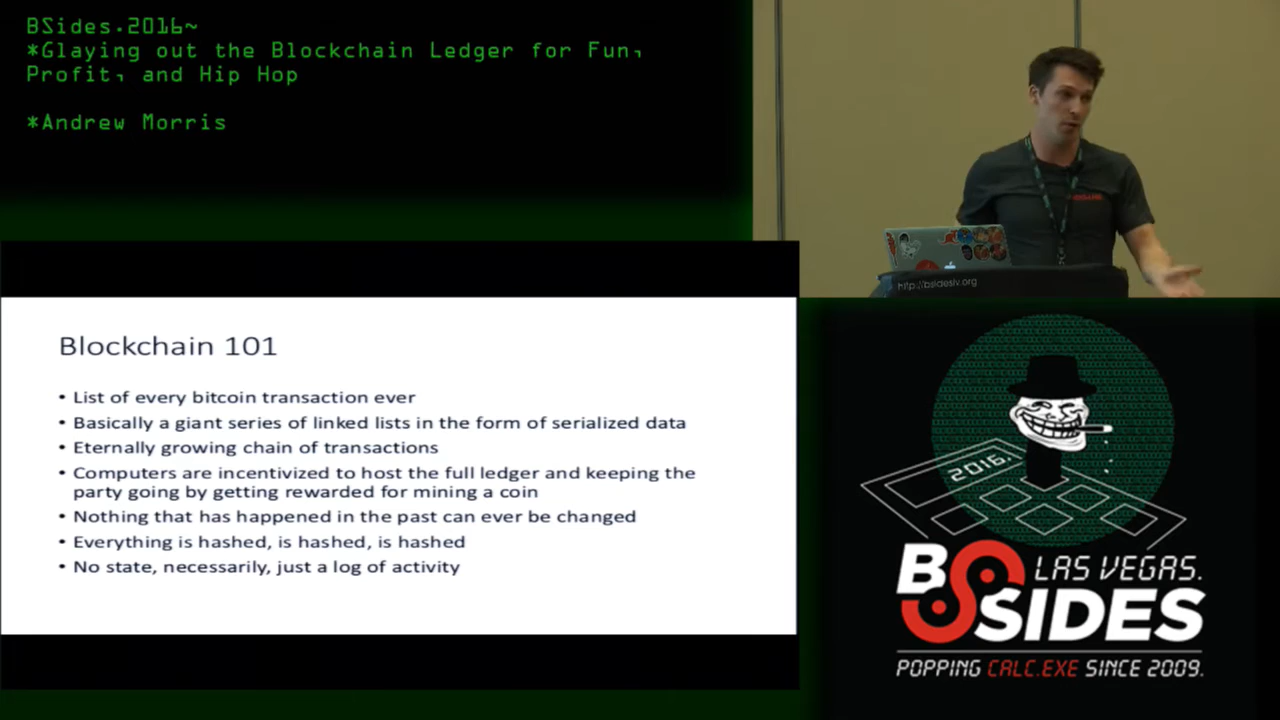 BSides.2016~
*Glaying out the Blockchain Ledger for Fun,
Profit, and Hip Hop
*Andrew Morris
http://bsideslv.org
Blockchain 101
• List of every bitcoin transaction ever
• Basically a giant series of linked lists in the form of serialized data
• Eternally growing chain of transactions
• Computers are incentivized to host the full ledger and keeping the
party going by getting rewarded for mining a coin
• Nothing that has happened in the past can ever be changed
• Everything is hashed, is hashed, is hashed
• No state, necessarily, just a log of activity
2016.
BSIDES
LAS VEGAS.
POPPING CALC.EXE SINCE 2009.